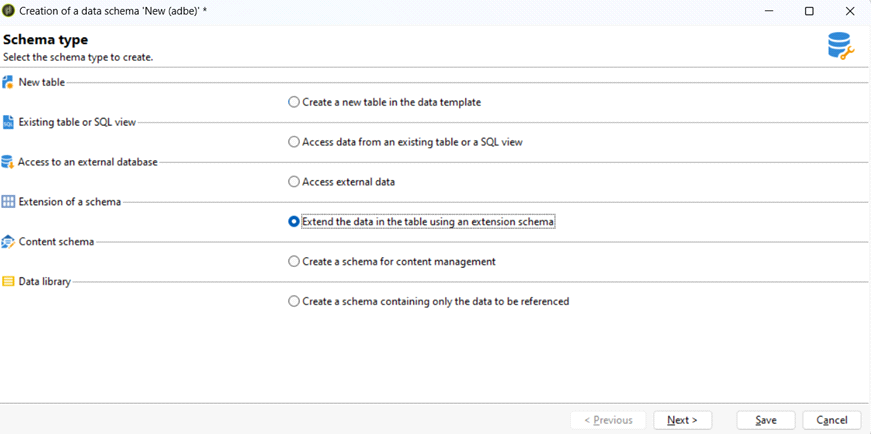 Creation of a data schema 'New (adbe)' *
Schema type
Select the schema type to create.
New table
Create a new table in the data template
Existing table or SQL view
Access data from an existing table or a SQL view
Access to an external database
Access external data
Extension of a schema
Extend the data in the table using an extension schema
Content schema
Create a schema for content management
Data library
Create a schema containing only the data to be referenced
< Previous Next > Save Cancel